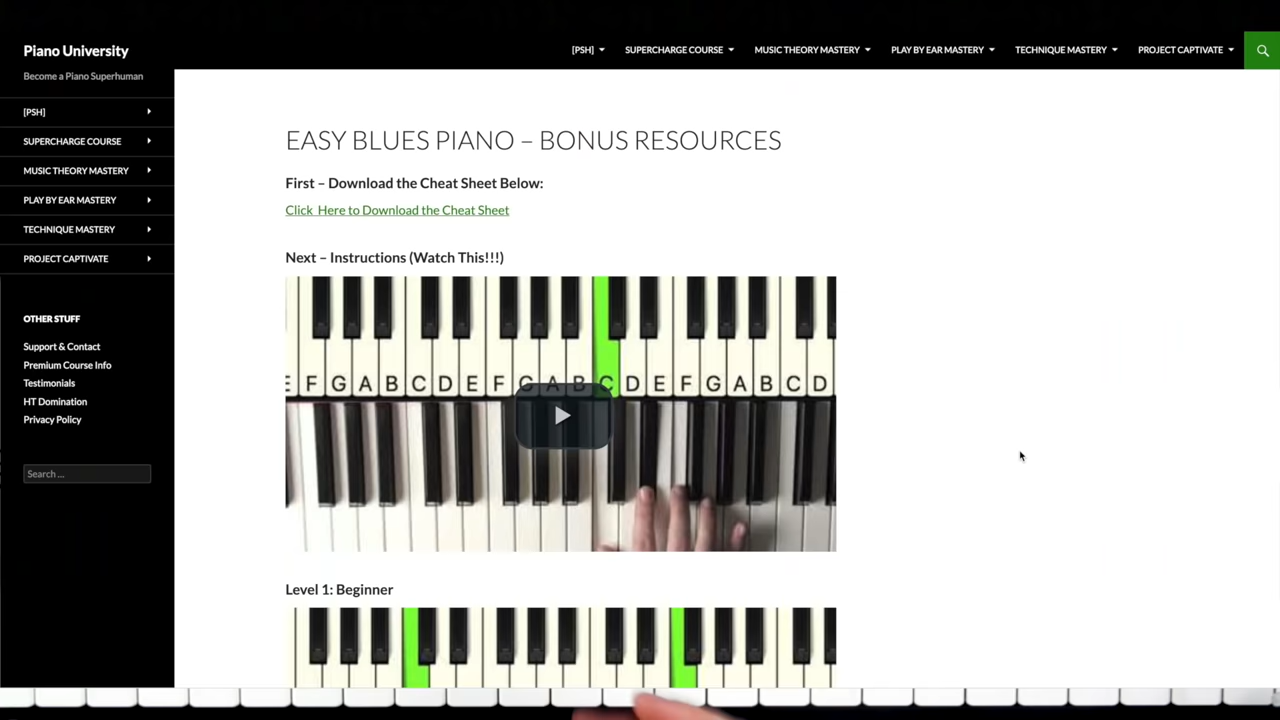 Piano University
Become a Piano Superhuman
[PSH]
SUPERCHARGE COURSE
MUSIC THEORY MASTERY
PLAY BY EAR MASTERY
TECHNIQUE MASTERY
PROJECT CAPTIVATE
[PSH]
SUPERCHARGE COURSE
MUSIC THEORY MASTERY
PLAY BY EAR MASTERY
TECHNIQUE MASTERY
PROJECT CAPTIVATE
OTHER STUFF
Support & Contact
Premium Course Info
Testimonials
HT Domination
Privacy Policy
Search ...
EASY BLUES PIANO – BONUS RESOURCES
First – Download the Cheat Sheet Below:
Click Here to Download the Cheat Sheet
Next – Instructions (Watch This!!!)
E F G A B C D E F G A B C D E F G A B C D
Level 1: Beginner